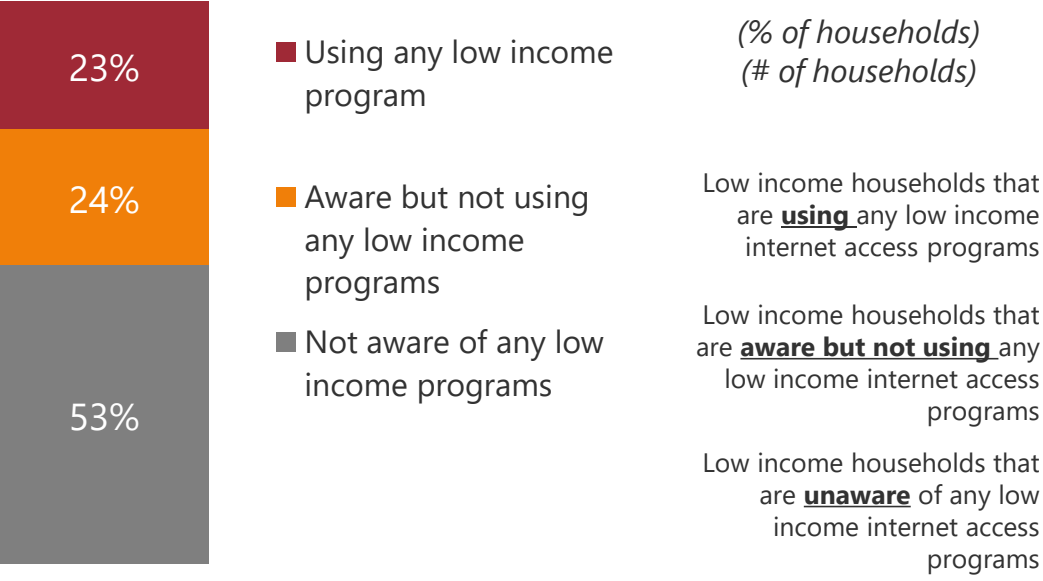 23%
24%
53%
Using any low income
program
Aware but not using
any low income
programs
Not aware of any low
income programs
(% of households)
(# of households)
Low income households that
are using any low income
internet access programs
Low income households that
are aware but not using any
low income internet access
programs
Low income households that
are unaware of any low
income internet access
programs